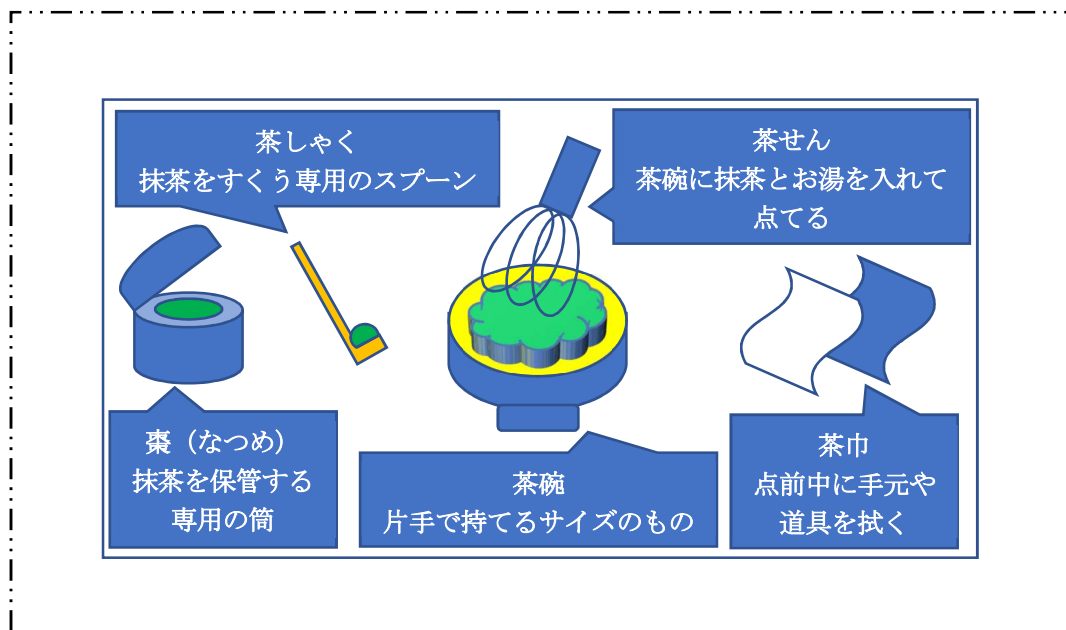 茶しゃく
抹茶をすくう専用のスプーン
茶せん
茶碗に抹茶とお湯を入れて
点てる
棗（なつめ）
抹茶を保管する
専用の筒
茶碗
片手で持てるサイズのもの
茶巾
点前中に手元や
道具を拭く